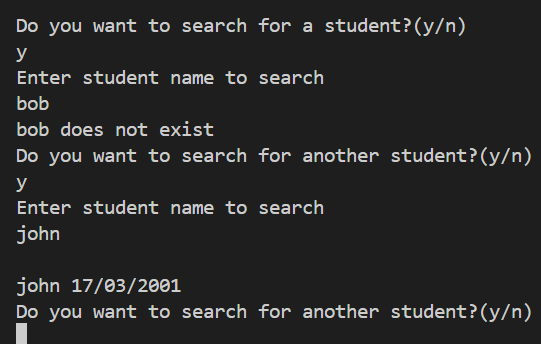 Do you want to search for a student?(y/n)
y
Enter student name to search
bob
bob does not exist
Do you want to search for another student?(y/n)
y
Enter student name to search
john

john 17/03/2001
Do you want to search for another student?(y/n)